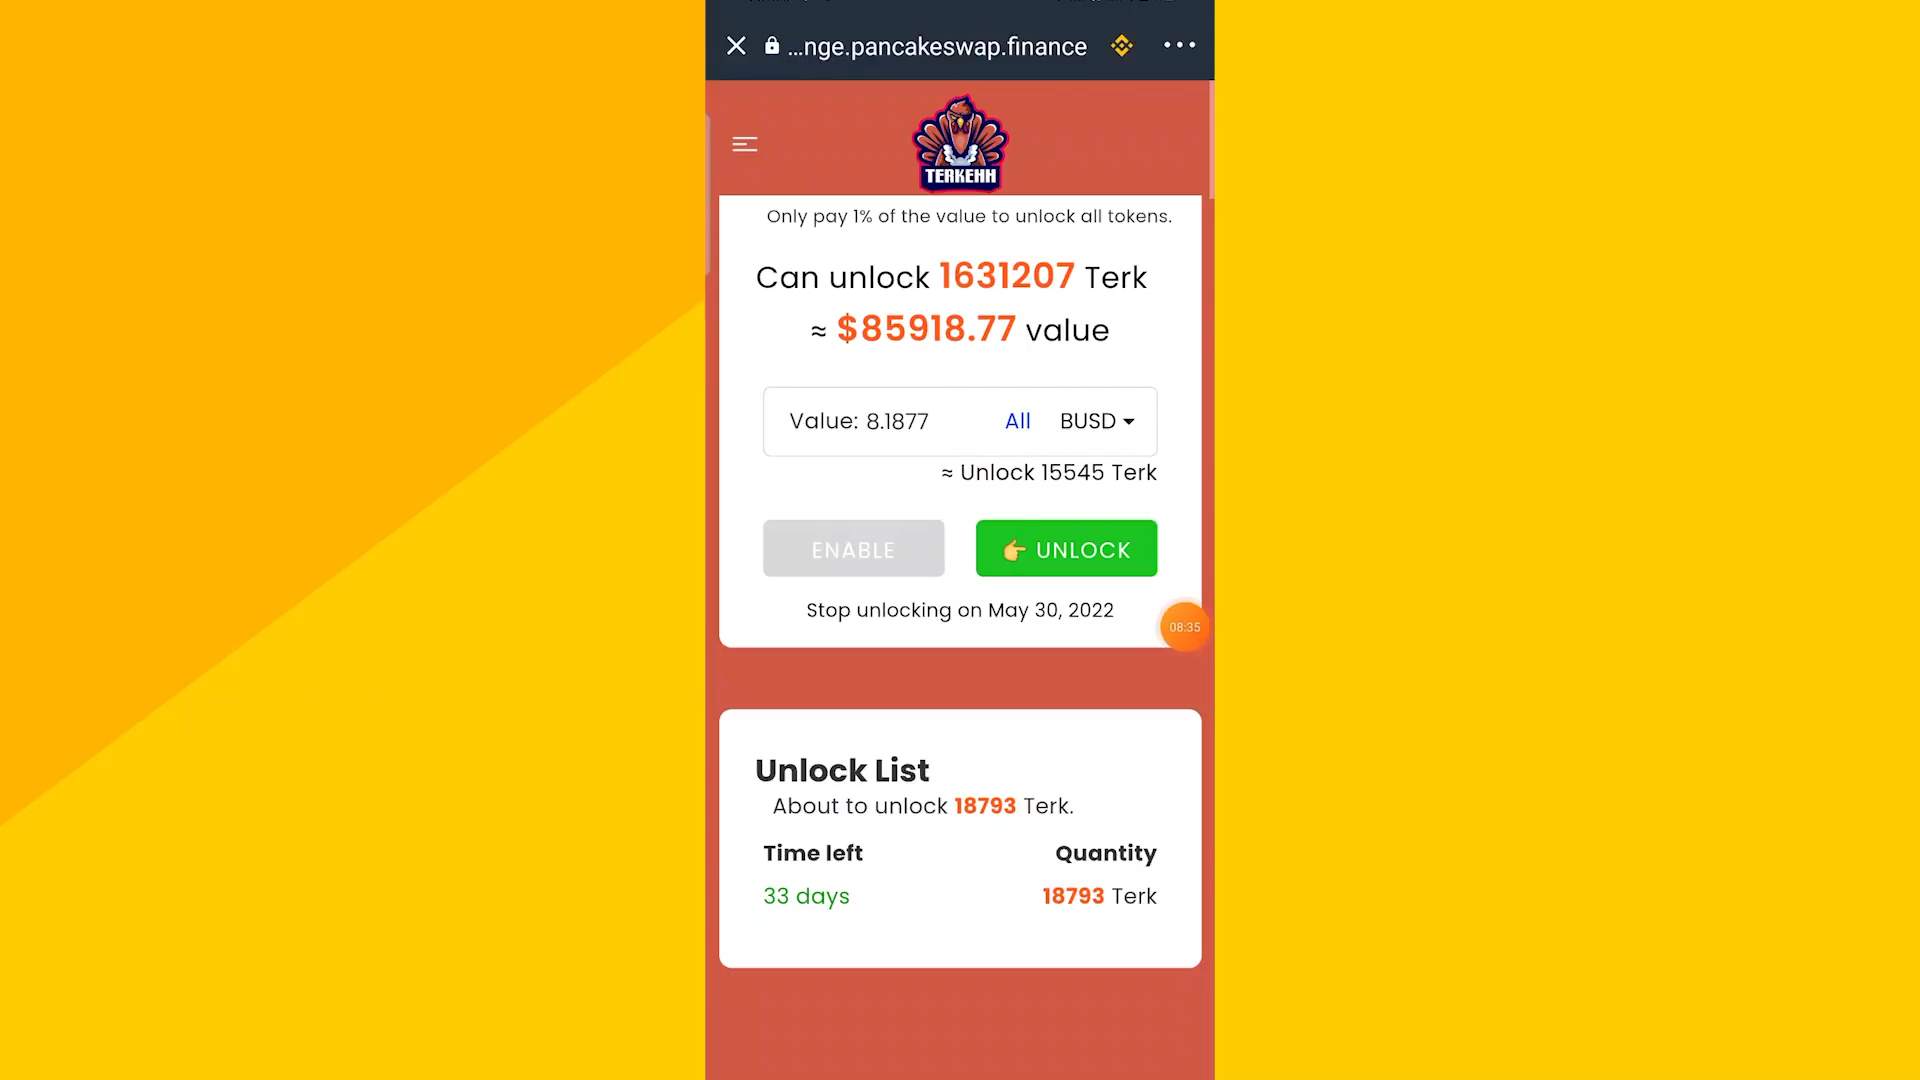 ...nge.pancakeswap.finance
TERKEHH
Only pay 1% of the value to unlock all tokens.
Can unlock 1631207 Terk
≈ $85918.77 value
Value: 8.1877 All BUSD
≈ Unlock 15545 Terk
ENABLE 👉 UNLOCK
Stop unlocking on May 30, 2022
08:35
Unlock List
About to unlock 18793 Terk.
Time left Quantity
33 days 18793 Terk